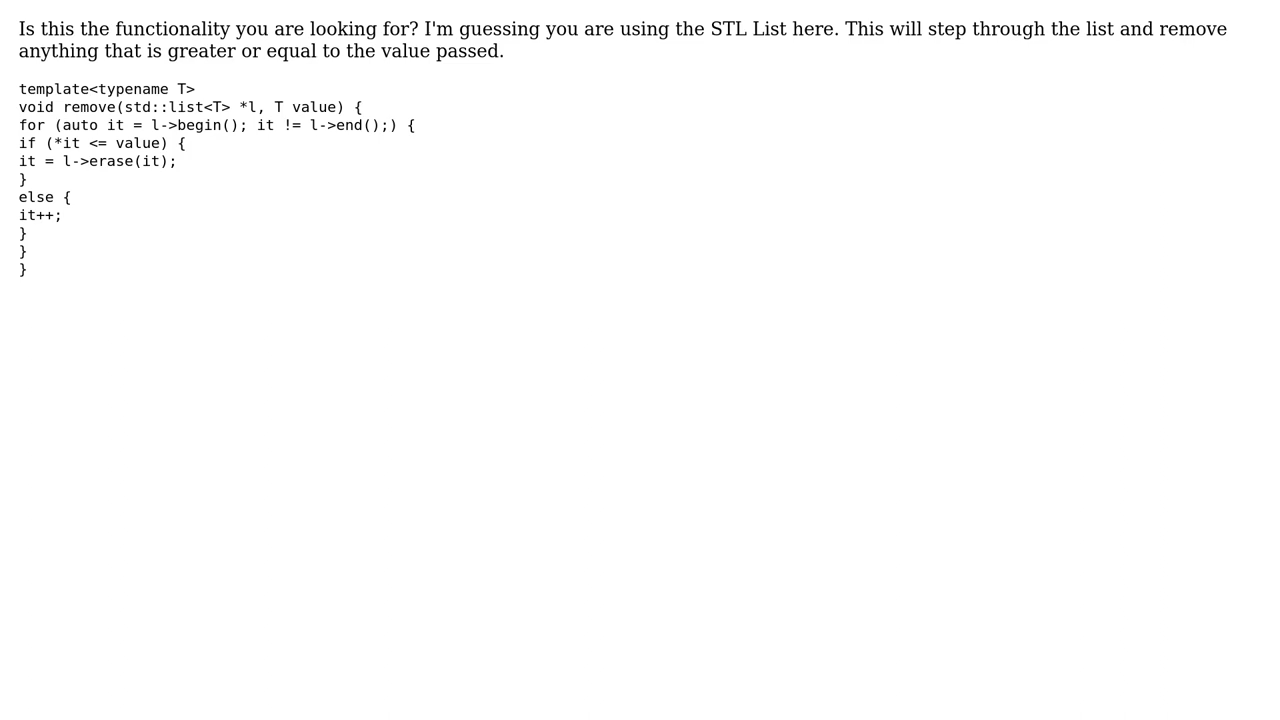 Is this the functionality you are looking for? I'm guessing you are using the STL List here. This will step through the list and remove
anything that is greater or equal to the value passed.
template<typename T>
void remove(std::list<T> *l, T value) {
for (auto it = l->begin(); it != l->end();) {
if (*it <= value) {
it = l->erase(it);
}
else {
it++;
}
}
}